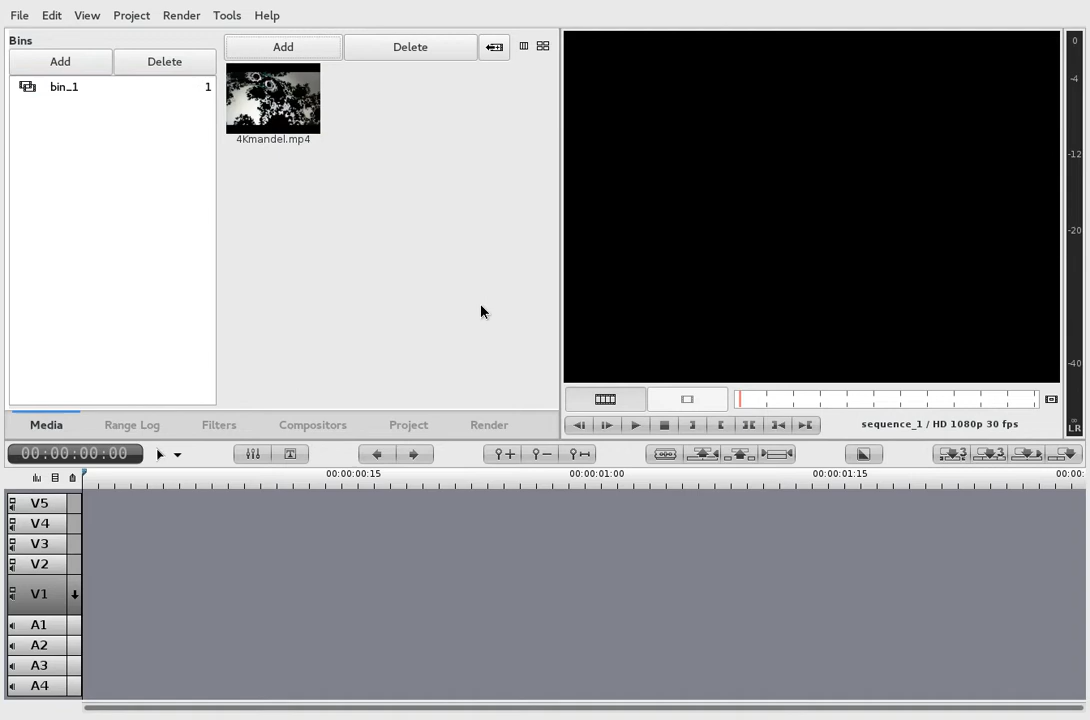 File Edit View Project Render Tools Help
Bins
Add Delete
Add Delete
bin_1 1
4Kmandel.mp4
0
-4
-12
-20
-40
∞
LR
sequence_1 / HD 1080p 30 fps
Media Range Log Filters Compositors Project Render
00:00:00:00
3 3
00:00:00:15 00:00:01:00 00:00:01:15 00:00:
V5
V4
V3
V2
V1
A1
A2
A3
A4